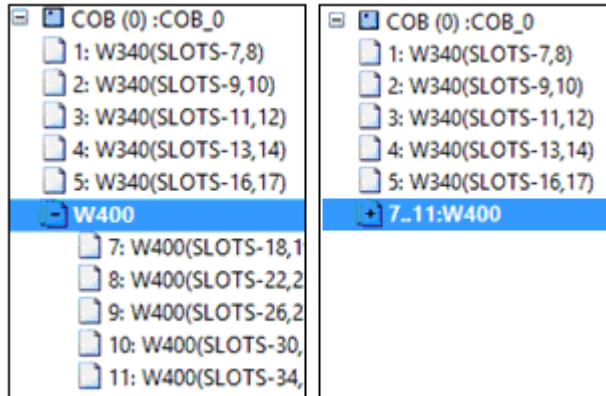 COB (0) :COB_0
1: W340(SLOTS-7,8)
2: W340(SLOTS-9,10)
3: W340(SLOTS-11,12)
4: W340(SLOTS-13,14)
5: W340(SLOTS-16,17)
W400
7: W400(SLOTS-18,1
8: W400(SLOTS-22,2
9: W400(SLOTS-26,2
10: W400(SLOTS-30,
11: W400(SLOTS-34,
COB (0) :COB_0
1: W340(SLOTS-7,8)
2: W340(SLOTS-9,10)
3: W340(SLOTS-11,12)
4: W340(SLOTS-13,14)
5: W340(SLOTS-16,17)
7..11:W400